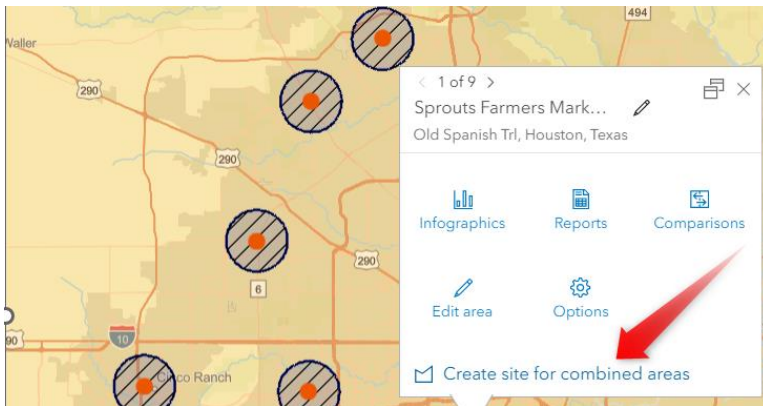 494
Waller
290
290
290
6
10
90
Cinco Ranch
1 of 9
Sprouts Farmers Mark...
Old Spanish Trl, Houston, Texas
Infographics
Reports
Comparisons
Edit area
Options
Create site for combined areas